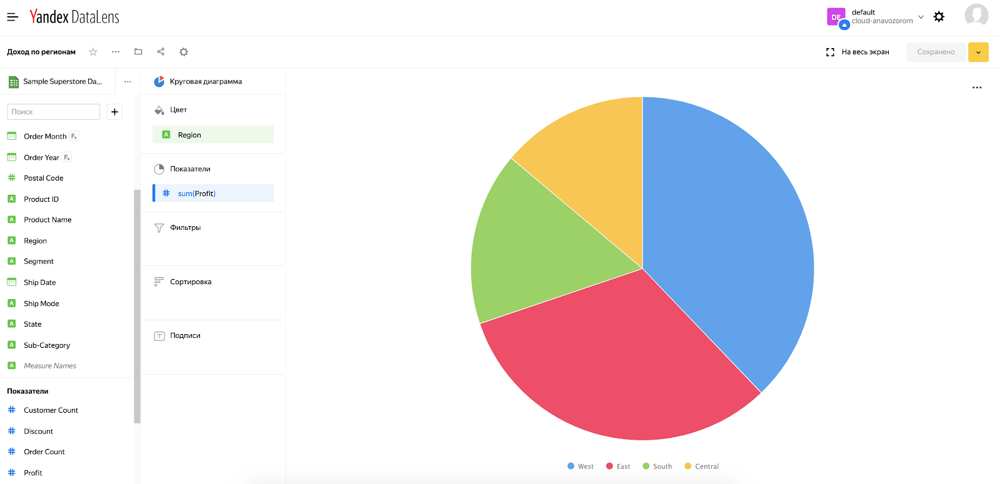 Yandex DataLens
DE
default
cloud-anavozorom
Доход по регионам
На весь экран
Сохранено
Sample Superstore Da...
Поиск
Order Month Fx
Order Year Fx
Postal Code
A Product ID
A Product Name
A Region
A Segment
Ship Date
A Ship Mode
A State
A Sub-Category
A Measure Names
Показатели
Customer Count
Discount
Order Count
Profit
Круговая диаграмма
Цвет
A Region
Показатели
# sum(Profit)
Фильтры
Сортировка
T Подписи
West East South Central